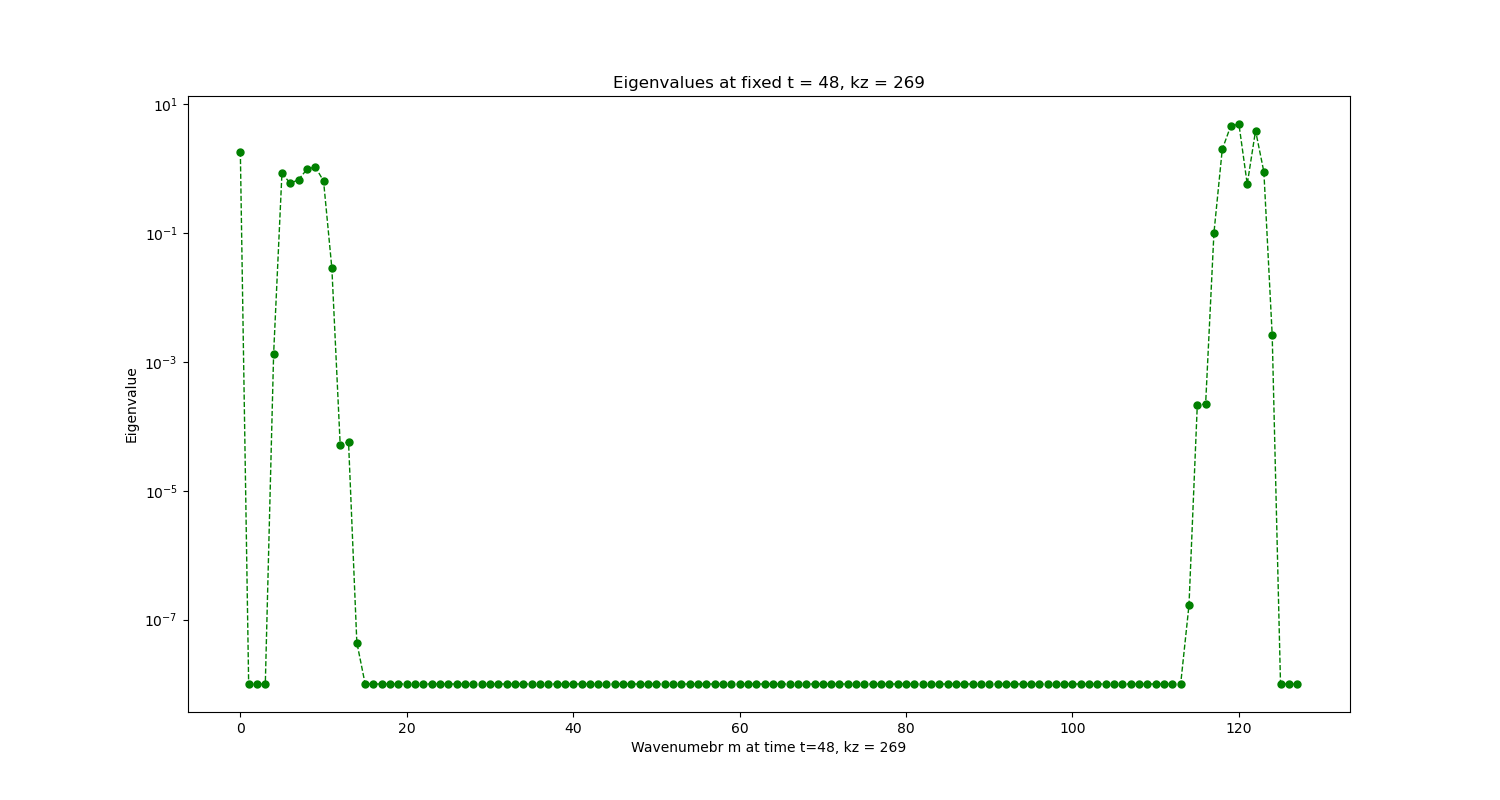 Eigenvalues at fixed t = 48, kz = 269
10¹
10⁻¹
10⁻³
10⁻⁵
10⁻⁷
Eigenvalue
0 20 40 60 80 100 120
Wavenumebr m at time t=48, kz = 269